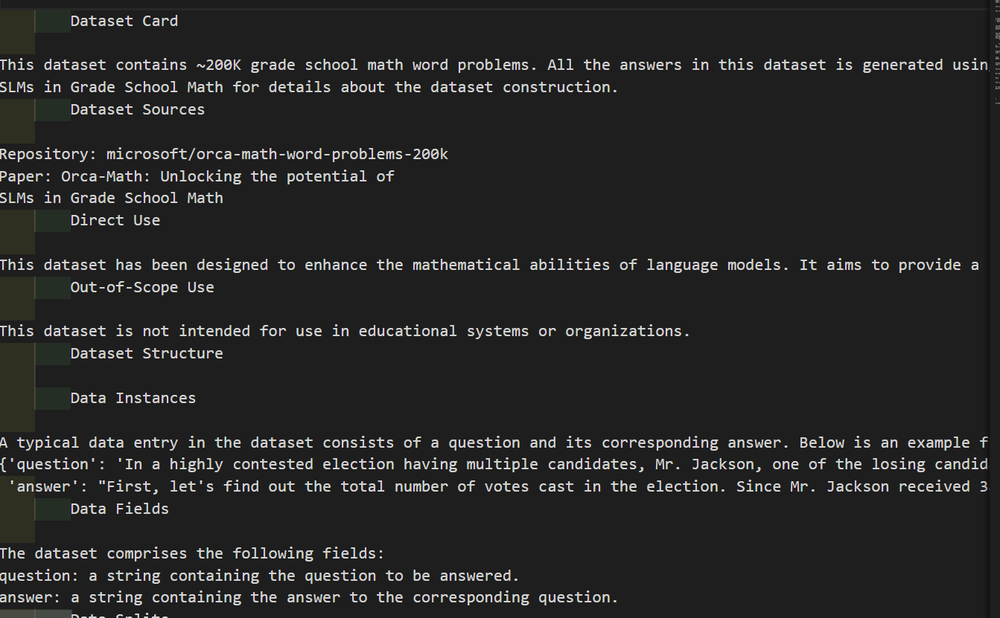 Dataset Card
This dataset contains ~200K grade school math word problems. All the answers in this dataset is generated usin
SLMs in Grade School Math for details about the dataset construction.
Dataset Sources
Repository: microsoft/orca-math-word-problems-200k
Paper: Orca-Math: Unlocking the potential of
SLMs in Grade School Math
Direct Use
This dataset has been designed to enhance the mathematical abilities of language models. It aims to provide a
Out-of-Scope Use
This dataset is not intended for use in educational systems or organizations.
Dataset Structure
Data Instances
A typical data entry in the dataset consists of a question and its corresponding answer. Below is an example f
{'question': 'In a highly contested election having multiple candidates, Mr. Jackson, one of the losing candid
'answer': "First, let's find out the total number of votes cast in the election. Since Mr. Jackson received 3
Data Fields
The dataset comprises the following fields:
question: a string containing the question to be answered.
answer: a string containing the answer to the corresponding question.
Data Splits